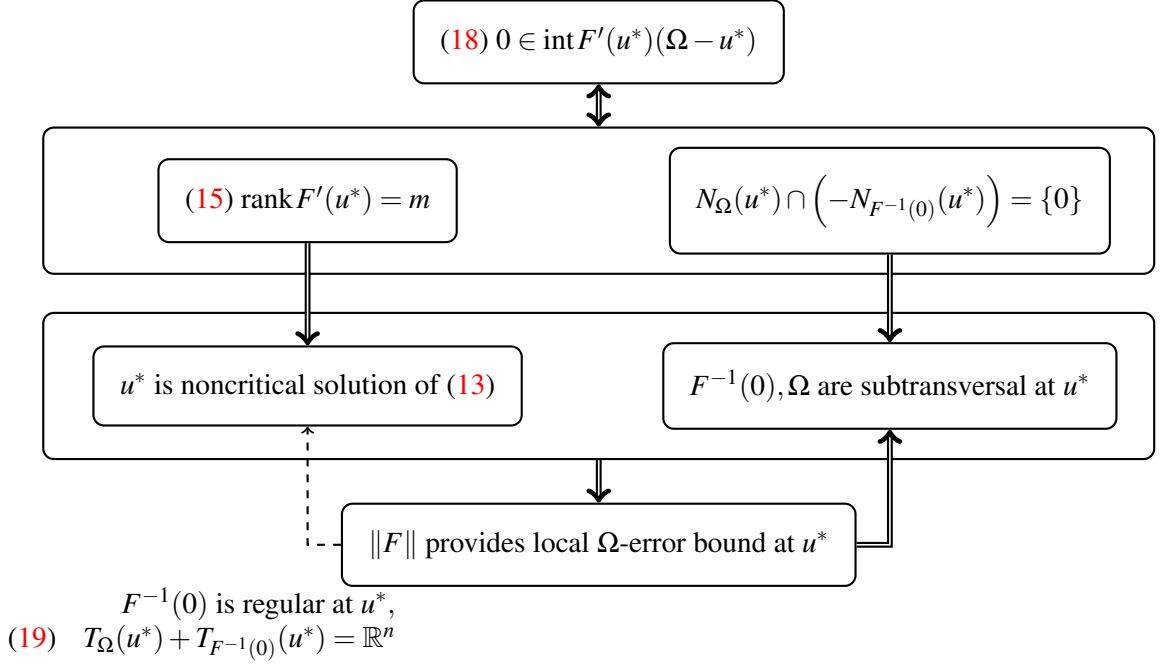 (18) 0 ∈ int F′(u*)(Ω − u*)
(15) rank F′(u*) = m
N_Ω(u*) ∩ (−N_{F⁻¹(0)}(u*)) = {0}
u* is noncritical solution of (13)
F⁻¹(0), Ω are subtransversal at u*
‖F‖ provides local Ω-error bound at u*
F⁻¹(0) is regular at u*,
(19) T_Ω(u*) + T_{F⁻¹(0)}(u*) = ℝⁿ